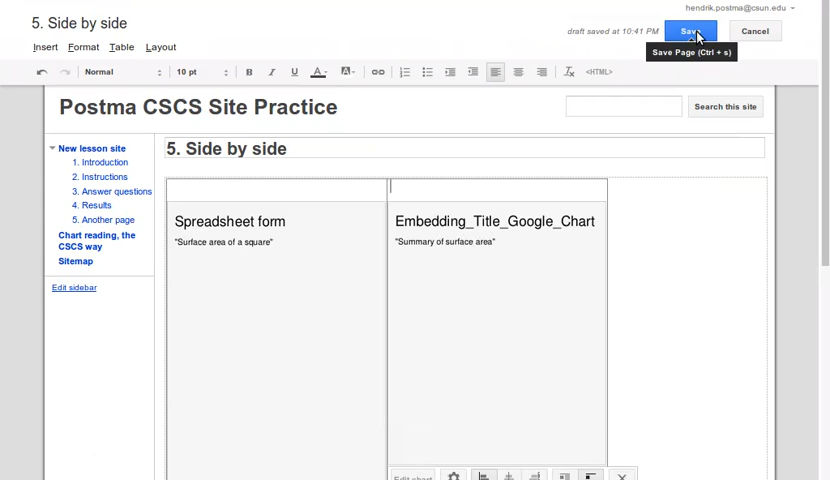 hendrik.postma@csun.edu
5. Side by side
draft saved at 10:41 PM
Save
Cancel
Insert Format Table Layout
Save Page (Ctrl + s)
Normal 10 pt B I U A A <HTML>
Postma CSCS Site Practice
Search this site
New lesson site
1. Introduction
2. Instructions
3. Answer questions
4. Results
5. Another page
Chart reading, the
CSCS way
Sitemap
Edit sidebar
5. Side by side
Spreadsheet form
"Surface area of a square"
Embedding_Title_Google_Chart
"Summary of surface area"
Edit chart